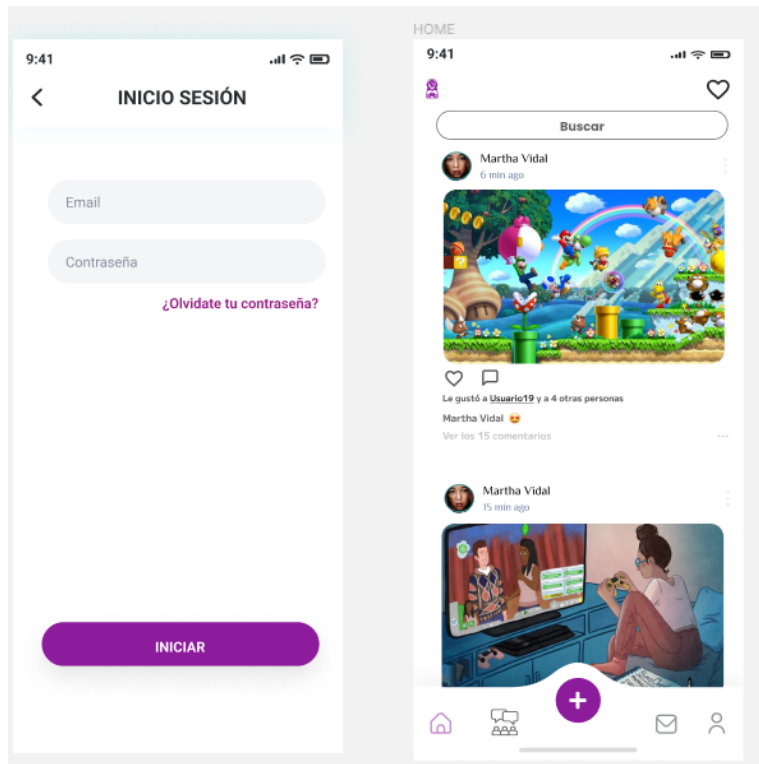 9:41
INICIO SESIÓN
Email
Contraseña
¿Olvidate tu contraseña?
INICIAR
HOME
9:41
Buscar
Martha Vidal
6 min ago
Le gustó a Usuario19 y a 4 otras personas
Martha Vidal 😍
Ver los 15 comentarios
Martha Vidal
15 min ago